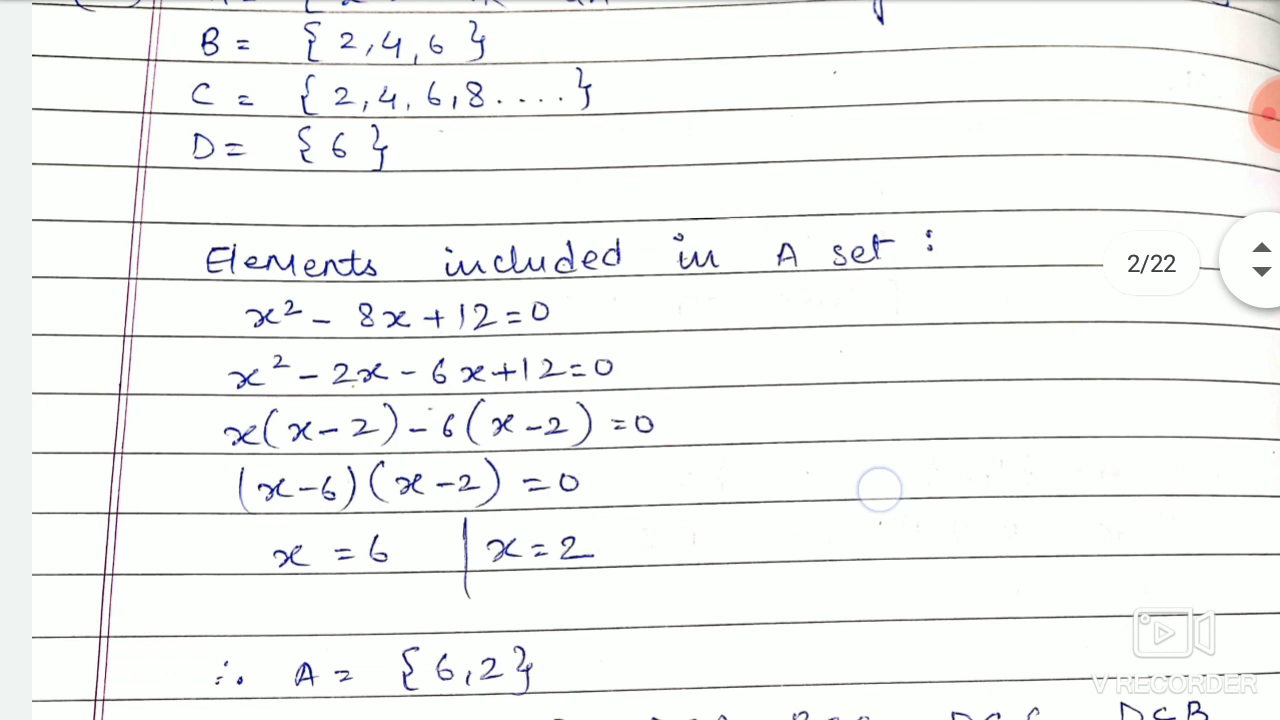 B = { 2, 4, 6 }
C = { 2, 4, 6, 8 .... }
D = { 6 }
Elements included in A set :
2/22
x² - 8x + 12 = 0
x² - 2x - 6x + 12 = 0
x(x-2) - 6(x-2) = 0
(x-6)(x-2) = 0
x = 6 | x = 2
∴ A = { 6, 2 }
V RECORDER